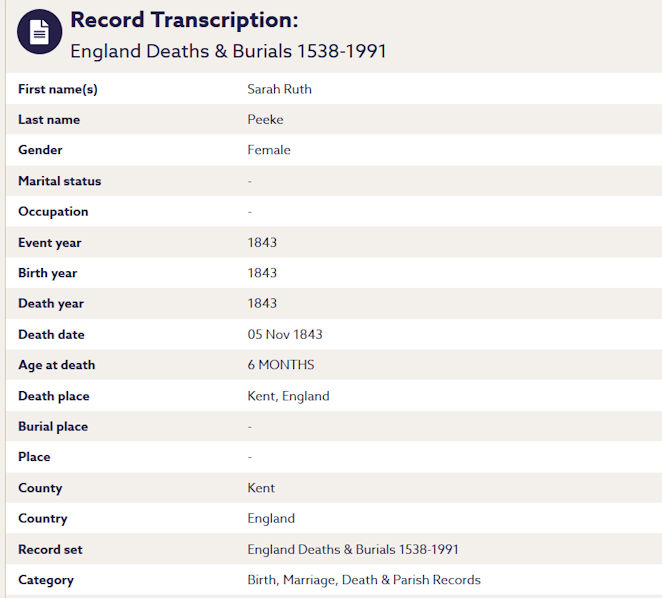 Record Transcription:
England Deaths & Burials 1538-1991
First name(s) Sarah Ruth
Last name Peeke
Gender Female
Marital status -
Occupation -
Event year 1843
Birth year 1843
Death year 1843
Death date 05 Nov 1843
Age at death 6 MONTHS
Death place Kent, England
Burial place -
Place -
County Kent
Country England
Record set England Deaths & Burials 1538-1991
Category Birth, Marriage, Death & Parish Records